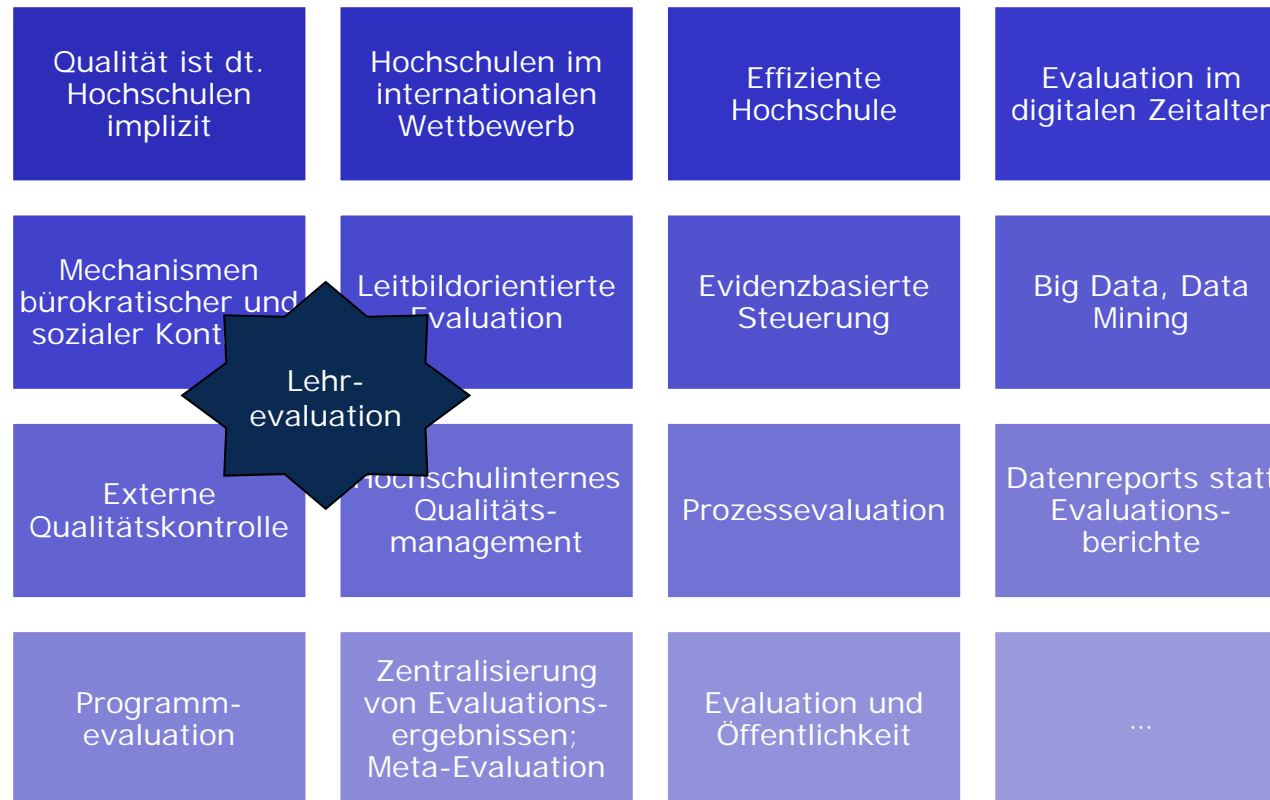 Qualität ist dt.
Hochschulen
implizit
Hochschulen im
internationalen
Wettbewerb
Effiziente
Hochschule
Evaluation im
digitalen Zeitalter
Mechanismen
bürokratischer und
sozialer Kont
Leitbildorientierte
Evaluation
Evidenzbasierte
Steuerung
Big Data, Data
Mining
Lehr-
evaluation
Externe
Qualitätskontrolle
Hochschulinternes
Qualitäts-
management
Prozessevaluation
Datenreports statt
Evaluations-
berichte
Programm-
evaluation
Zentralisierung
von Evaluations-
ergebnissen;
Meta-Evaluation
Evaluation und
Öffentlichkeit
...